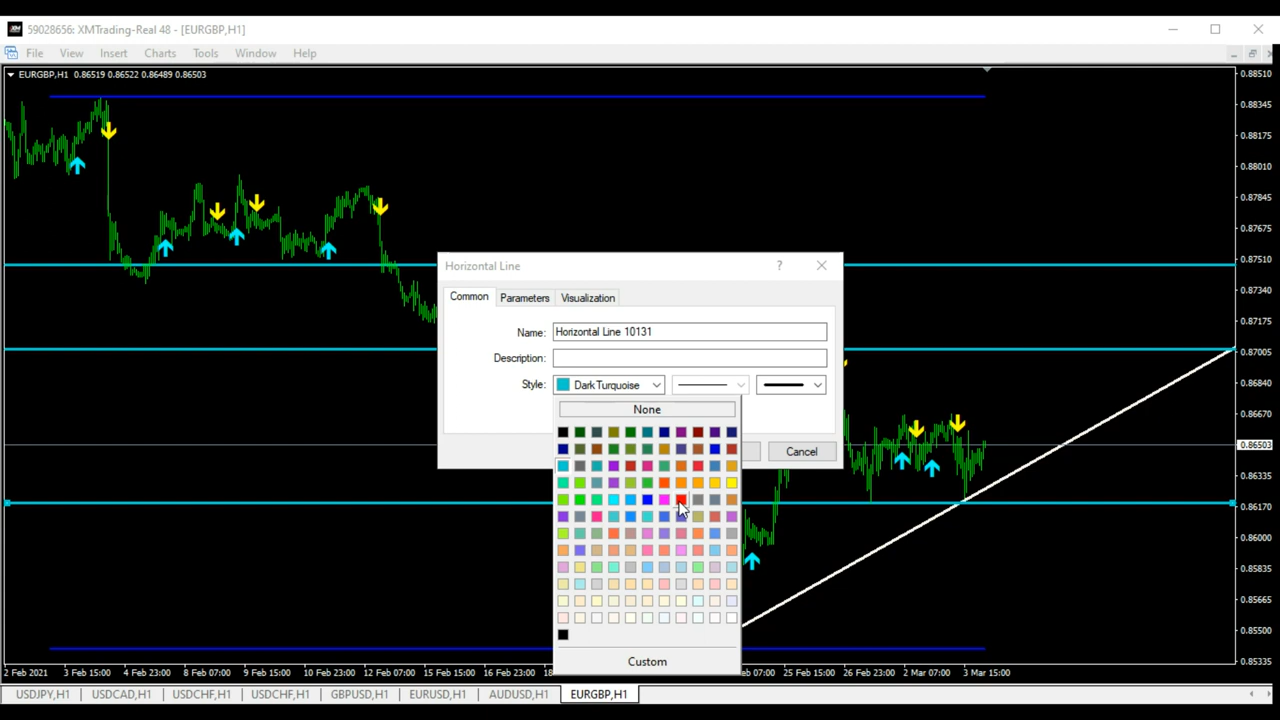 59028656: XMTrading-Real 48 - [EURGBP,H1]
File View Insert Charts Tools Window Help
EURGBP,H1 0.86519 0.86522 0.86489 0.86503
0.88510
0.88345
0.88175
0.88010
0.87845
0.87675
0.87510
0.87340
0.87175
0.87005
0.86840
0.86670
0.86503
0.86335
0.86170
0.86000
0.85835
0.85665
0.85500
0.85335
Horizontal Line
Common Parameters Visualization
Name: Horizontal Line 10131
Description:
Style: Dark Turquoise
None
Cancel
Custom
2 Feb 2021 3 Feb 15:00 4 Feb 23:00 8 Feb 07:00 9 Feb 15:00 10 Feb 23:00 12 Feb 07:00 15 Feb 15:00 16 Feb 23:00 18 07:00 25 Feb 15:00 26 Feb 23:00 2 Mar 07:00 3 Mar 15:00
USDJPY,H1 USDCAD,H1 USDCHF,H1 USDCHF,H1 GBPUSD,H1 EURUSD,H1 AUDUSD,H1 EURGBP,H1